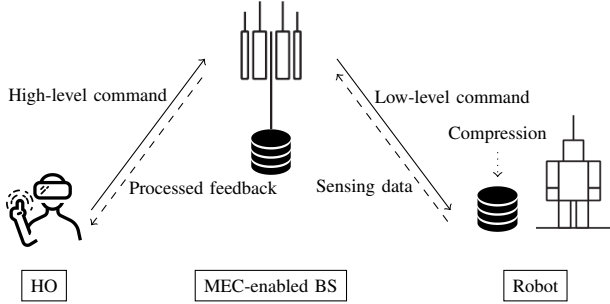 High-level command
Low-level command
Compression
Processed feedback
Sensing data
HO
MEC-enabled BS
Robot